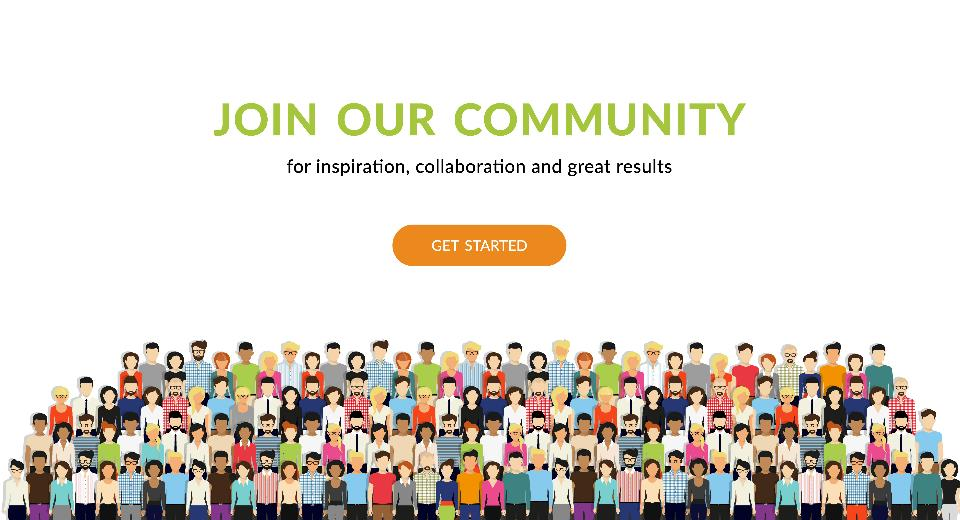 JOIN OUR COMMUNITY
for inspiration, collaboration and great results
GET STARTED